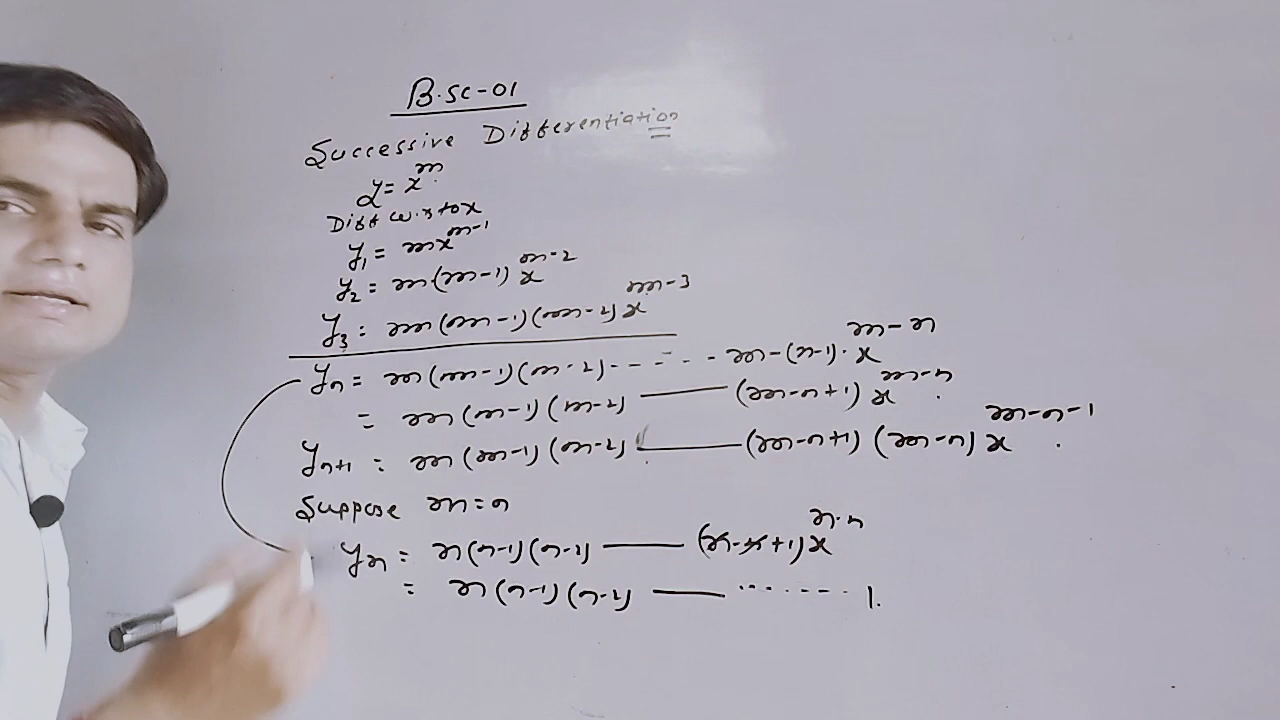 B.Sc-01
Successive Differentiation
y = x^m.
Diff w.r to x
y₁ = mx^{m-1}
y₂ = m(m-1) x^{m-2}
y₃ = m(m-1)(m-2) x^{m-3}
yₙ = m(m-1)(m-2)------- m-(n-1). x^{m-n}
= m(m-1)(m-2) —— (m-n+1) x^{m-n}.
yₙ₊₁ = m(m-1)(m-2) —— (m-n+1)(m-n) x^{m-n-1}.
Suppose m=n
yₙ = n(n-1)(n-2) —— (n-n+1) x^{n-n}
= n(n-1)(n-2) —— ........ 1.